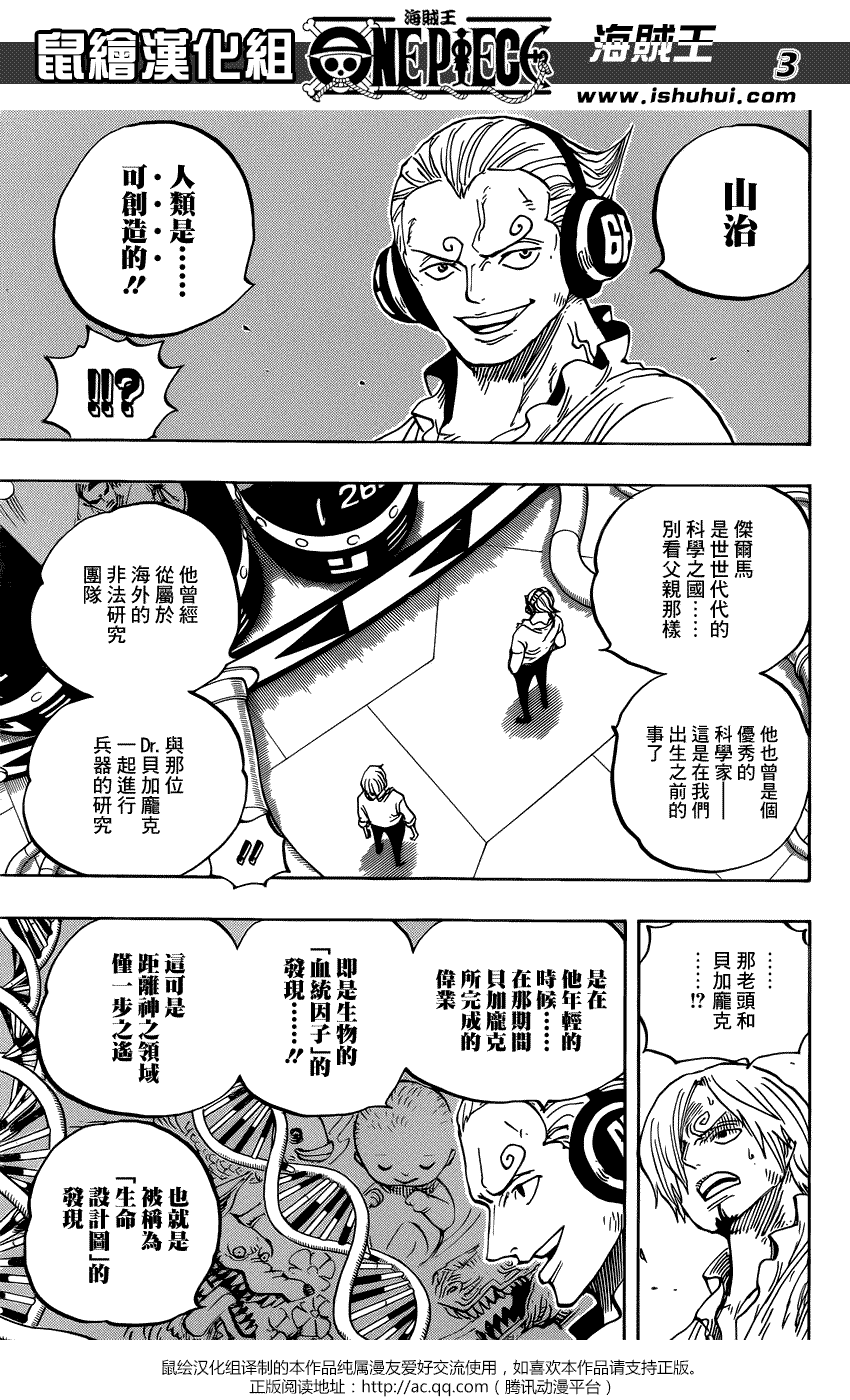 鼠繪漢化組
海賊王
ONE PIECE
海賊王
3
www.ishuhui.com
山治
人類是……
可創造的!!
!!?
傑爾馬
是世世代代的
科學之國……
別看父親那樣
他也曾是個
優秀的
科學家——
這是在我們
出生之前的
事了
他曾經
從屬於
海外的
非法研究
團隊
與那位
Dr.貝加龐克
一起進行
兵器的研究
!!
……
那老頭和
貝加龐克
……!?
是在
他年輕的
時候……
在那期間
貝加龐克
所完成的
偉業
即是生物的
「血統因子」的
發現……!!
這可是
距離神之領域
僅一步之遙
也就是
被稱為
「生命
設計圖」的
發現
鼠绘汉化组译制的本作品纯属漫友爱好交流使用，如喜欢本作品请支持正版。
正版阅读地址：http://ac.qq.com（腾讯动漫平台）